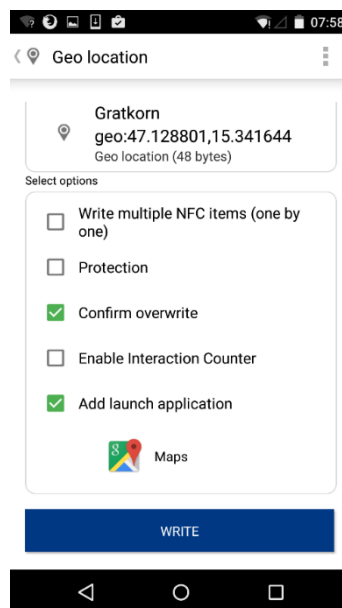 07:58
Geo location
Gratkorn
geo:47.128801,15.341644
Geo location (48 bytes)
Select options
Write multiple NFC items (one by
one)
Protection
Confirm overwrite
Enable Interaction Counter
Add launch application
8
Maps
WRITE